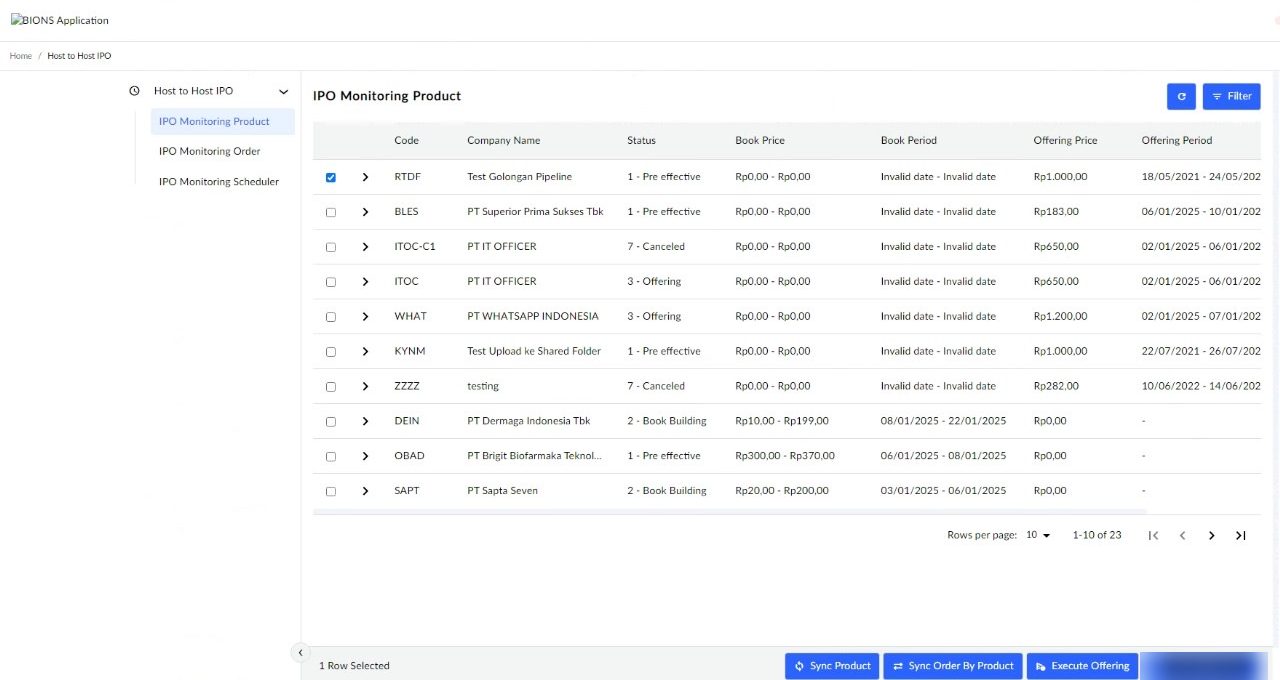 BIONS Application
Home / Host to Host IPO
Host to Host IPO
IPO Monitoring Product
IPO Monitoring Order
IPO Monitoring Scheduler
IPO Monitoring Product
Filter
Code Company Name Status Book Price Book Period Offering Price Offering Period
RTDF Test Golongan Pipeline 1 - Pre effective Rp0,00 - Rp0,00 Invalid date - Invalid date Rp1.000,00 18/05/2021 - 24/05/202
BLES PT Superior Prima Sukses Tbk 1 - Pre effective Rp0,00 - Rp0,00 Invalid date - Invalid date Rp183,00 06/01/2025 - 10/01/202
ITOC-C1 PT IT OFFICER 7 - Canceled Rp0,00 - Rp0,00 Invalid date - Invalid date Rp650,00 02/01/2025 - 06/01/202
ITOC PT IT OFFICER 3 - Offering Rp0,00 - Rp0,00 Invalid date - Invalid date Rp650,00 02/01/2025 - 06/01/202
WHAT PT WHATSAPP INDONESIA 3 - Offering Rp0,00 - Rp0,00 Invalid date - Invalid date Rp1.200,00 02/01/2025 - 07/01/202
KYNM Test Upload ke Shared Folder 1 - Pre effective Rp0,00 - Rp0,00 Invalid date - Invalid date Rp1.000,00 22/07/2021 - 26/07/202
ZZZZ testing 7 - Canceled Rp0,00 - Rp0,00 Invalid date - Invalid date Rp282,00 10/06/2022 - 14/06/202
DEIN PT Dermaga Indonesia Tbk 2 - Book Building Rp10,00 - Rp199,00 08/01/2025 - 22/01/2025 Rp0,00 -
OBAD PT Brigit Biofarmaka Teknol... 1 - Pre effective Rp300,00 - Rp370,00 06/01/2025 - 08/01/2025 Rp0,00 -
SAPT PT Sapta Seven 2 - Book Building Rp20,00 - Rp200,00 03/01/2025 - 06/01/2025 Rp0,00 -
Rows per page: 10 1-10 of 23
1 Row Selected Sync Product Sync Order By Product Execute Offering